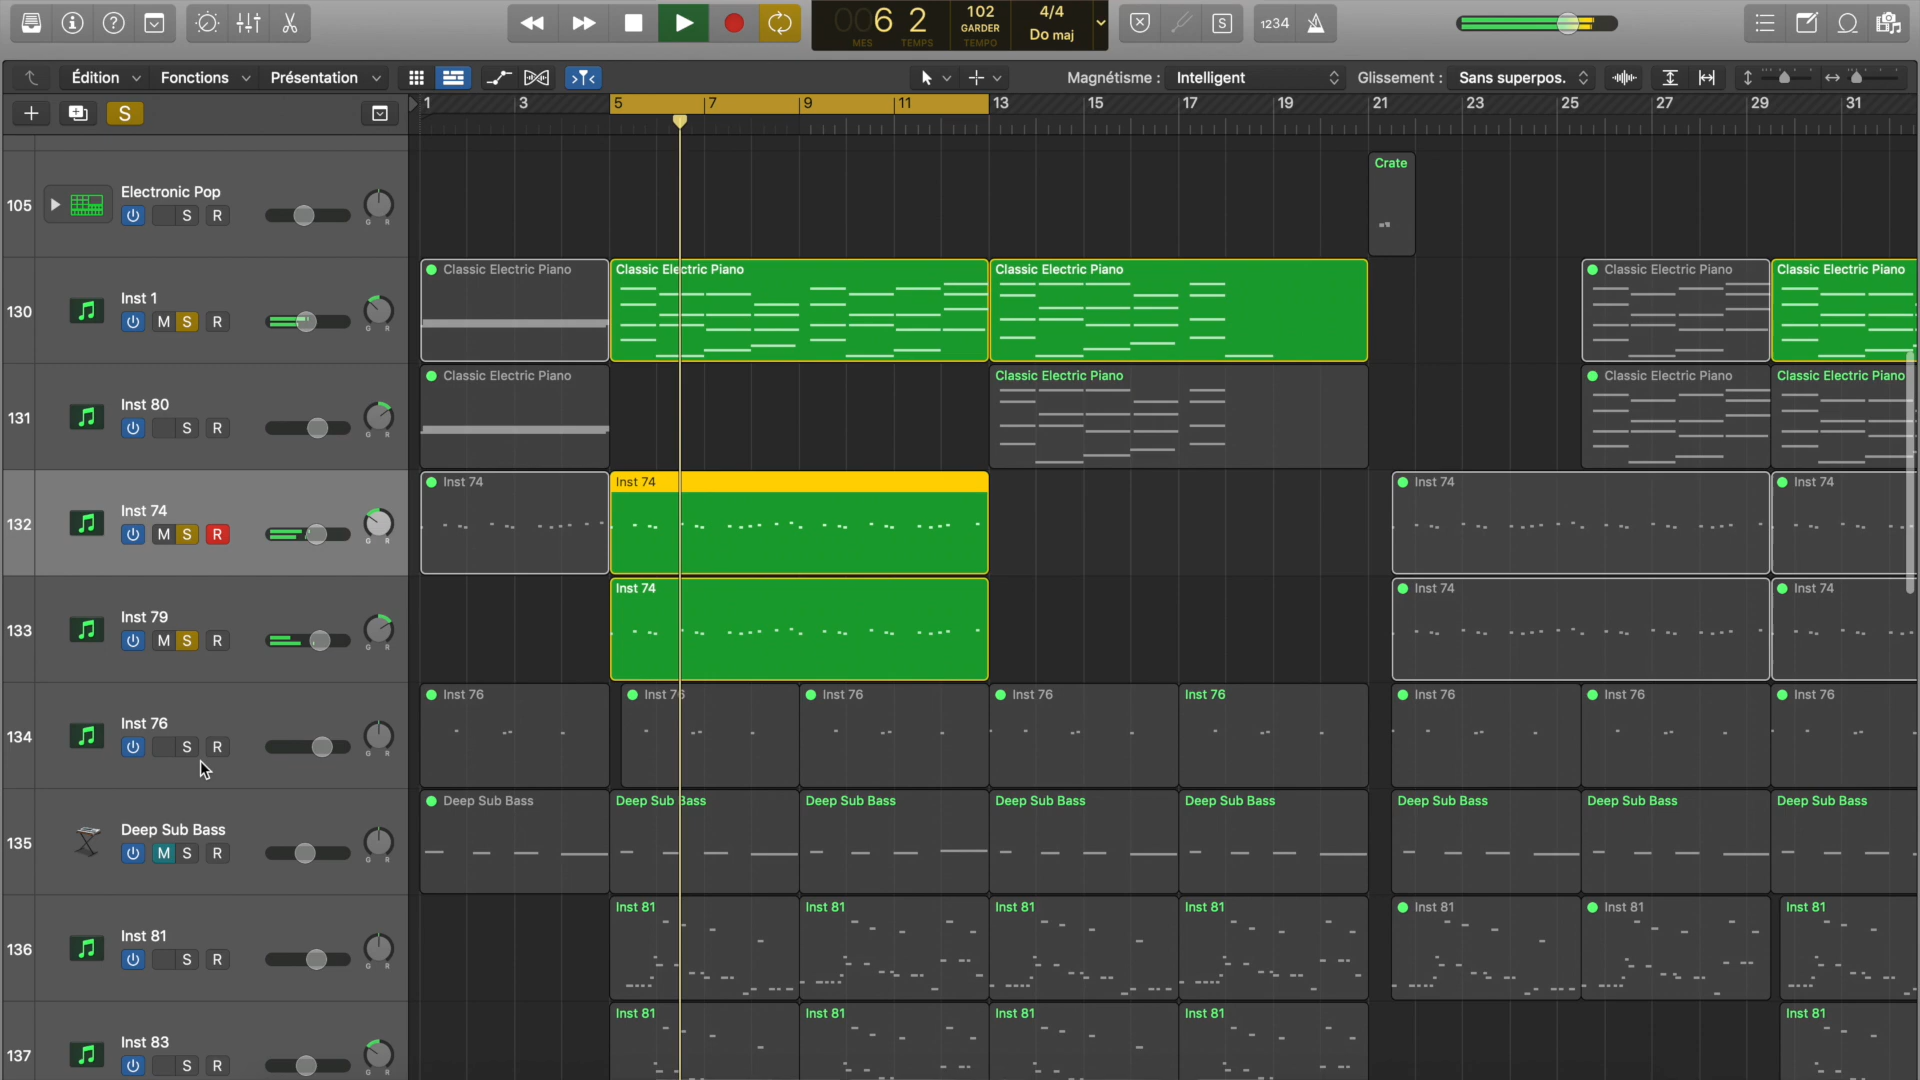 006 2
MES TEMPS
102
GARDER
TEMPO
4/4
Do maj
S
1234
Édition
Fonctions
Présentation
Magnétisme : Intelligent
Glissement : Sans superpos.
S
1 3 5 7 9 11 13 15 17 19 21 23 25 27 29 31
Crate
105
Electronic Pop
S R
G R
130
Inst 1
M S R
G R
Classic Electric Piano
Classic Electric Piano
Classic Electric Piano
Classic Electric Piano
Classic Electric Piano
131
Inst 80
S R
G R
Classic Electric Piano
Classic Electric Piano
Classic Electric Piano
Classic Electric Piano
132
Inst 74
M S R
G R
Inst 74
Inst 74
Inst 74
Inst 74
133
Inst 79
M S R
G R
Inst 74
Inst 74
Inst 74
134
Inst 76
S R
G R
Inst 76
Inst 76
Inst 76
Inst 76
Inst 76
Inst 76
Inst 76
Inst 76
135
Deep Sub Bass
M S R
G R
Deep Sub Bass
Deep Sub Bass
Deep Sub Bass
Deep Sub Bass
Deep Sub Bass
Deep Sub Bass
Deep Sub Bass
Deep Sub Bass
136
Inst 81
S R
G R
Inst 81
Inst 81
Inst 81
Inst 81
Inst 81
Inst 81
Inst 81
137
Inst 83
S R
G R
Inst 81
Inst 81
Inst 81
Inst 81
Inst 81